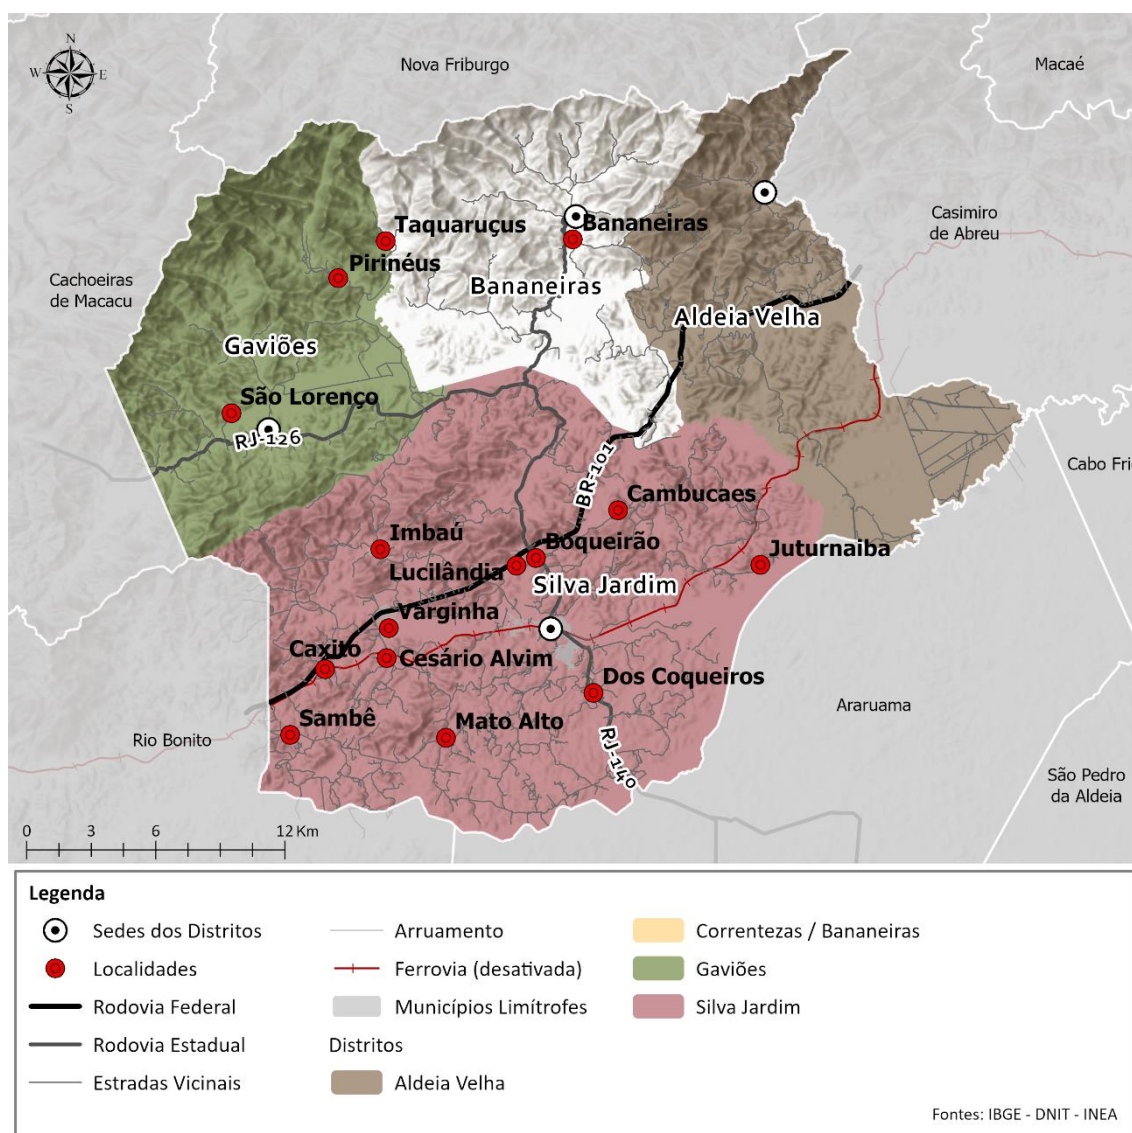 N
W
E
S
Nova Friburgo
Macaé
Casimiro
de Abreu
Cachoeiras
de Macacu
Taquaruçus
Bananeiras
Pirinéus
Bananeiras
Aldeia Velha
Gaviões
São Lorenço
RJ-126
Cabo Fri
BR-101
Cambucaes
Imbaú
Boqueirão
Juturnaiba
Lucilândia
Silva Jardim
Varginha
Caxito
Cesário Alvim
Dos Coqueiros
Araruama
Sambê
Mato Alto
Rio Bonito
RJ-140
São Pedro
da Aldeia
0 3 6 12 Km
Legenda
Sedes dos Distritos
Arruamento
Correntezas / Bananeiras
Localidades
Ferrovia (desativada)
Gaviões
Rodovia Federal
Municípios Limítrofes
Silva Jardim
Rodovia Estadual
Distritos
Estradas Vicinais
Aldeia Velha
Fontes: IBGE - DNIT - INEA